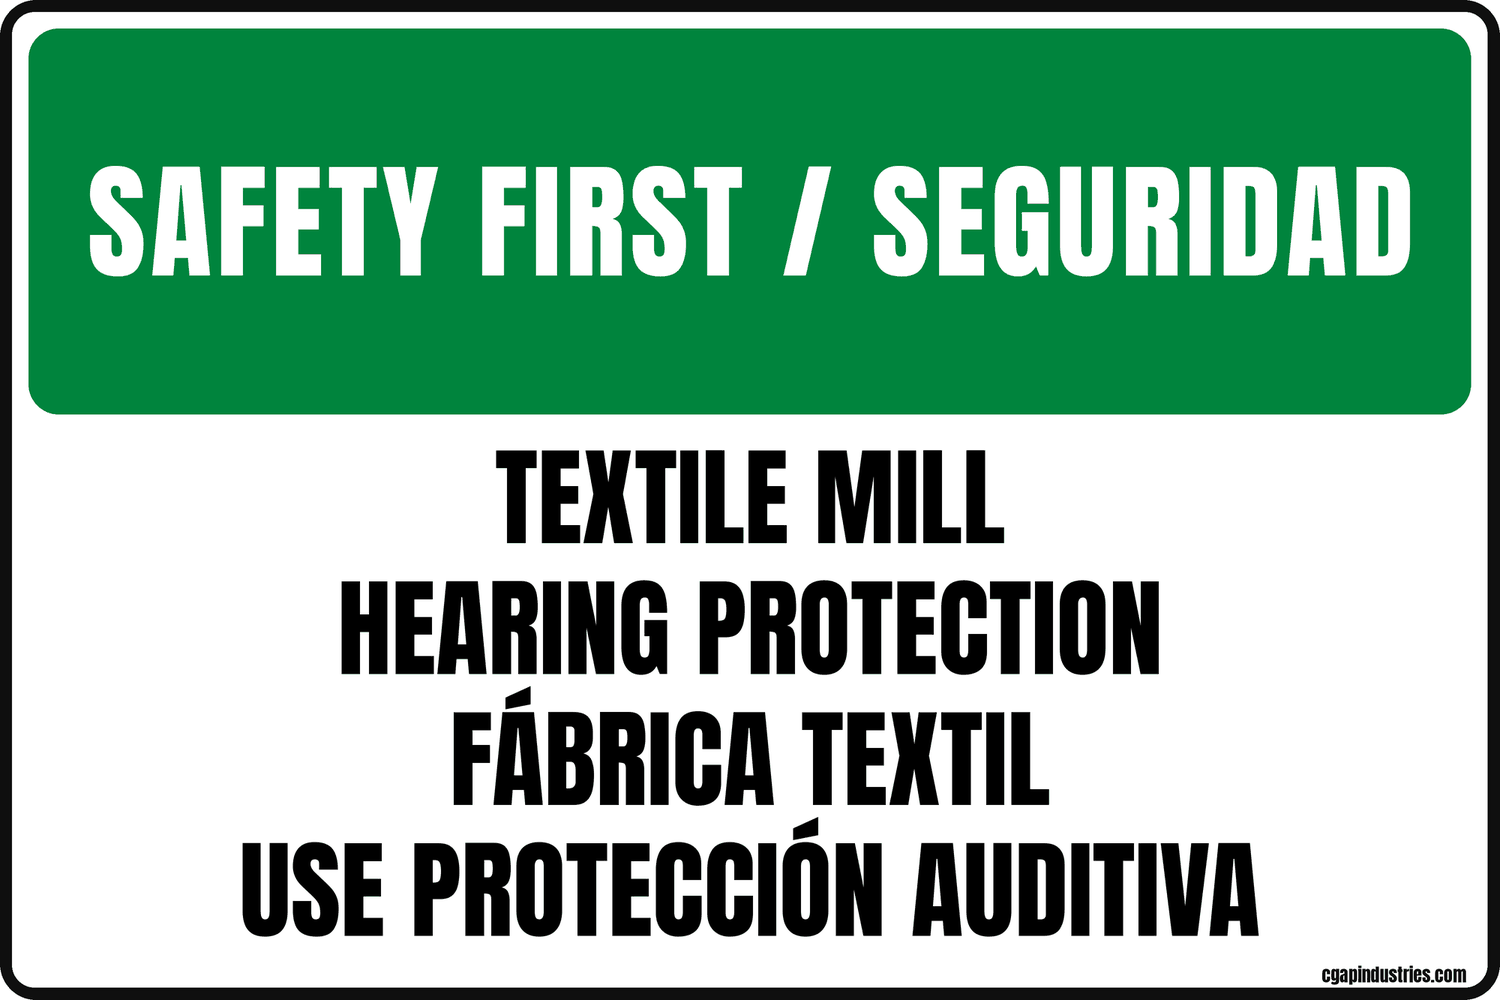 SAFETY FIRST / SEGURIDAD
TEXTILE MILL
HEARING PROTECTION
FÁBRICA TEXTIL
USE PROTECCIÓN AUDITIVA
cgapindustries.com